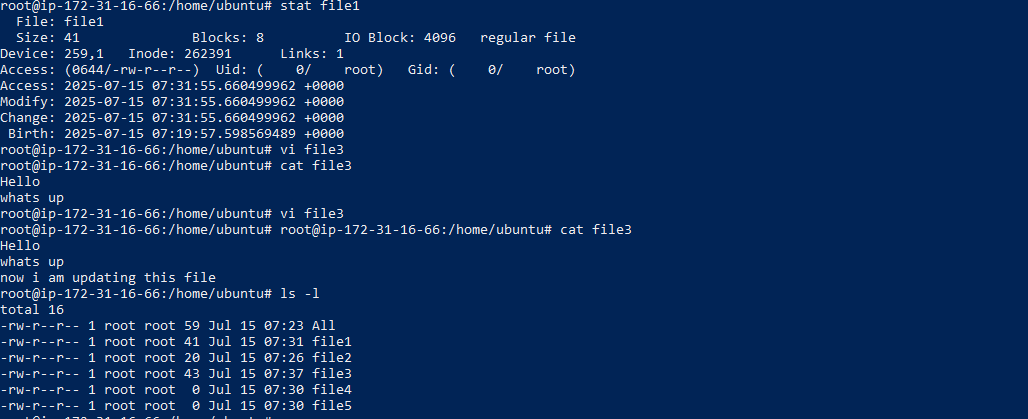 root@ip-172-31-16-66:/home/ubuntu# stat file1
  File: file1
  Size: 41              Blocks: 8          IO Block: 4096   regular file
Device: 259,1   Inode: 262391      Links: 1
Access: (0644/-rw-r--r--)  Uid: (    0/    root)   Gid: (    0/    root)
Access: 2025-07-15 07:31:55.660499962 +0000
Modify: 2025-07-15 07:31:55.660499962 +0000
Change: 2025-07-15 07:31:55.660499962 +0000
 Birth: 2025-07-15 07:19:57.598569489 +0000
root@ip-172-31-16-66:/home/ubuntu# vi file3
root@ip-172-31-16-66:/home/ubuntu# cat file3
Hello
whats up
root@ip-172-31-16-66:/home/ubuntu# vi file3
root@ip-172-31-16-66:/home/ubuntu# root@ip-172-31-16-66:/home/ubuntu# cat file3
Hello
whats up
now i am updating this file
root@ip-172-31-16-66:/home/ubuntu# ls -l
total 16
-rw-r--r-- 1 root root 59 Jul 15 07:23 All
-rw-r--r-- 1 root root 41 Jul 15 07:31 file1
-rw-r--r-- 1 root root 20 Jul 15 07:26 file2
-rw-r--r-- 1 root root 43 Jul 15 07:37 file3
-rw-r--r-- 1 root root  0 Jul 15 07:30 file4
-rw-r--r-- 1 root root  0 Jul 15 07:30 file5